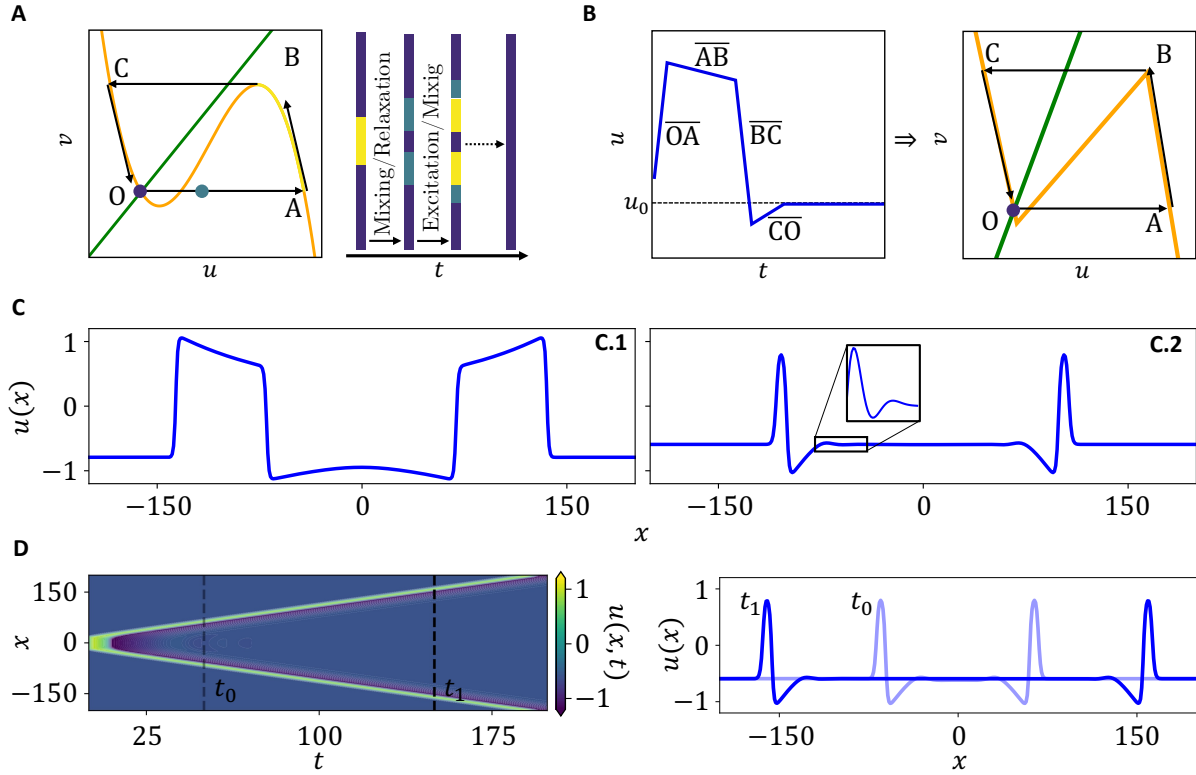 A
B
C
B
v
O
A
u
Mixing/Relaxation
Excitation/Mixig
t
u
OA
AB
BC
CO
u₀
t
⇒
C
B
v
O
A
u
C
C.1
1
0
−1
u(x)
−150
0
150
C.2
−150
0
150
x
D
150
0
−150
x
t₀
t₁
25
100
175
t
1
0
−1
u(x, t)
1
0
−1
u(x)
t₁
t₀
−150
0
150
x